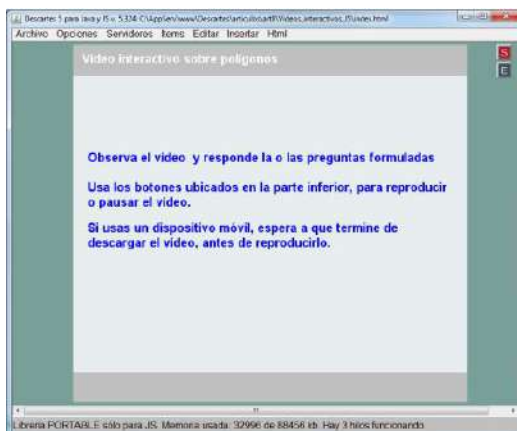 Descartes 5 para Java y JS v. 5.324 C:\App\en\www\Descartes\articulos\art8\Videos_interactivos_JS\index.html
Archivo Opciones Servidores Items Editar Insertar Html
Video interactivo sobre polígonos
S
E
Observa el video y responde la o las preguntas formuladas
Usa los botones ubicados en la parte inferior, para reproducir
o pausar el video.
Si usas un dispositivo móvil, espera a que termine de
descargar el video, antes de reproducirlo.
Librería PORTABLE sólo para JS. Memoria usada: 32996 de 88456 kb. Hay 3 hilos funcionando